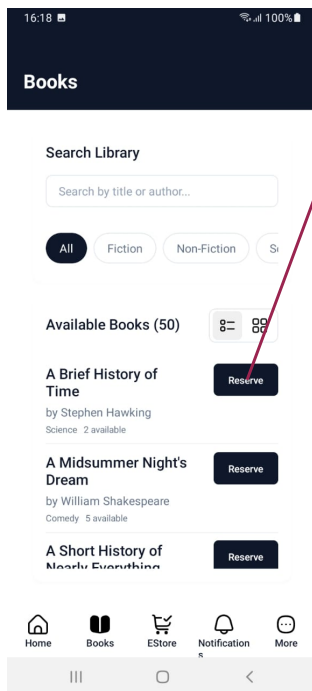 16:18 100%
Books
Search Library
Search by title or author...
All Fiction Non-Fiction
Available Books (50)
A Brief History of
Time
Reserve
by Stephen Hawking
Science 2 available
A Midsummer Night's
Dream
Reserve
by William Shakespeare
Comedy 5 available
A Short History of
Nearly Everything
Reserve
Home Books EStore Notification
s More